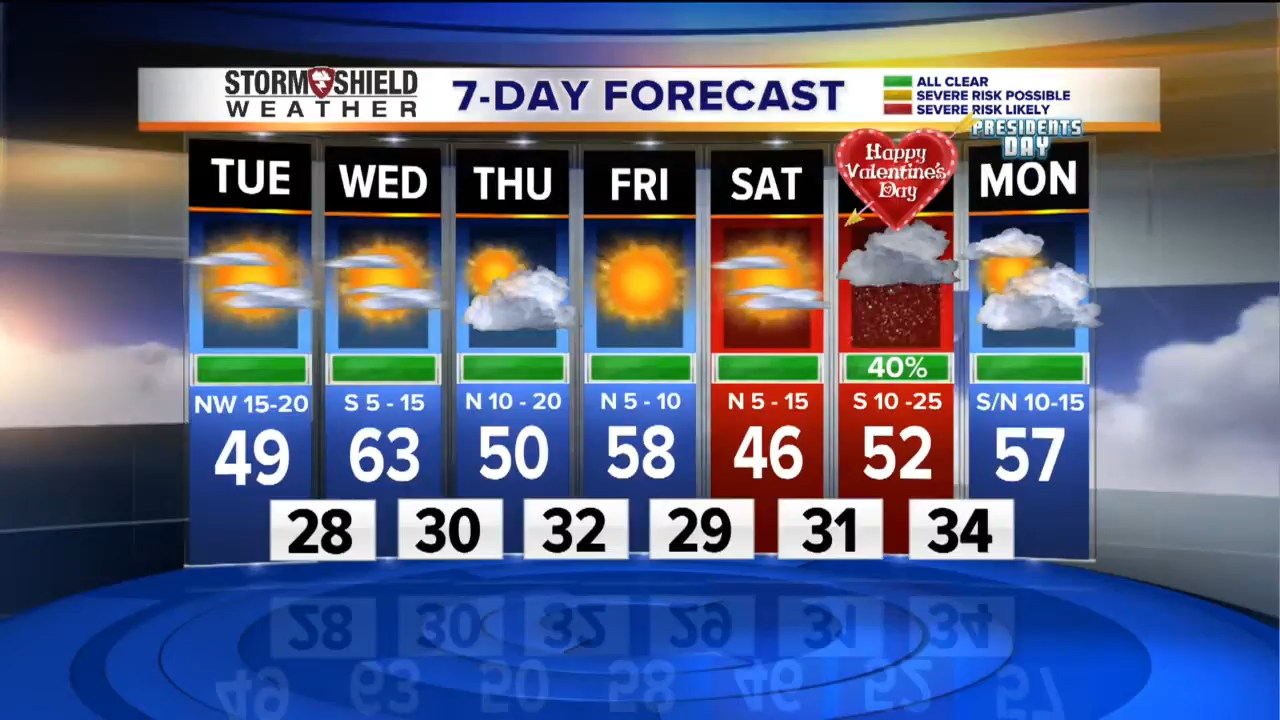 STORM SHIELD
WEATHER
7-DAY FORECAST
ALL CLEAR
SEVERE RISK POSSIBLE
SEVERE RISK LIKELY
PRESIDENTS
DAY
Happy
Valentine's
Day
TUE WED THU FRI SAT MON
40%
NW 15-20 S 5 - 15 N 10 - 20 N 5 - 10 N 5 - 15 S 10 -25 S/N 10-15
49 63 50 58 46 52 57
28 30 32 29 31 34